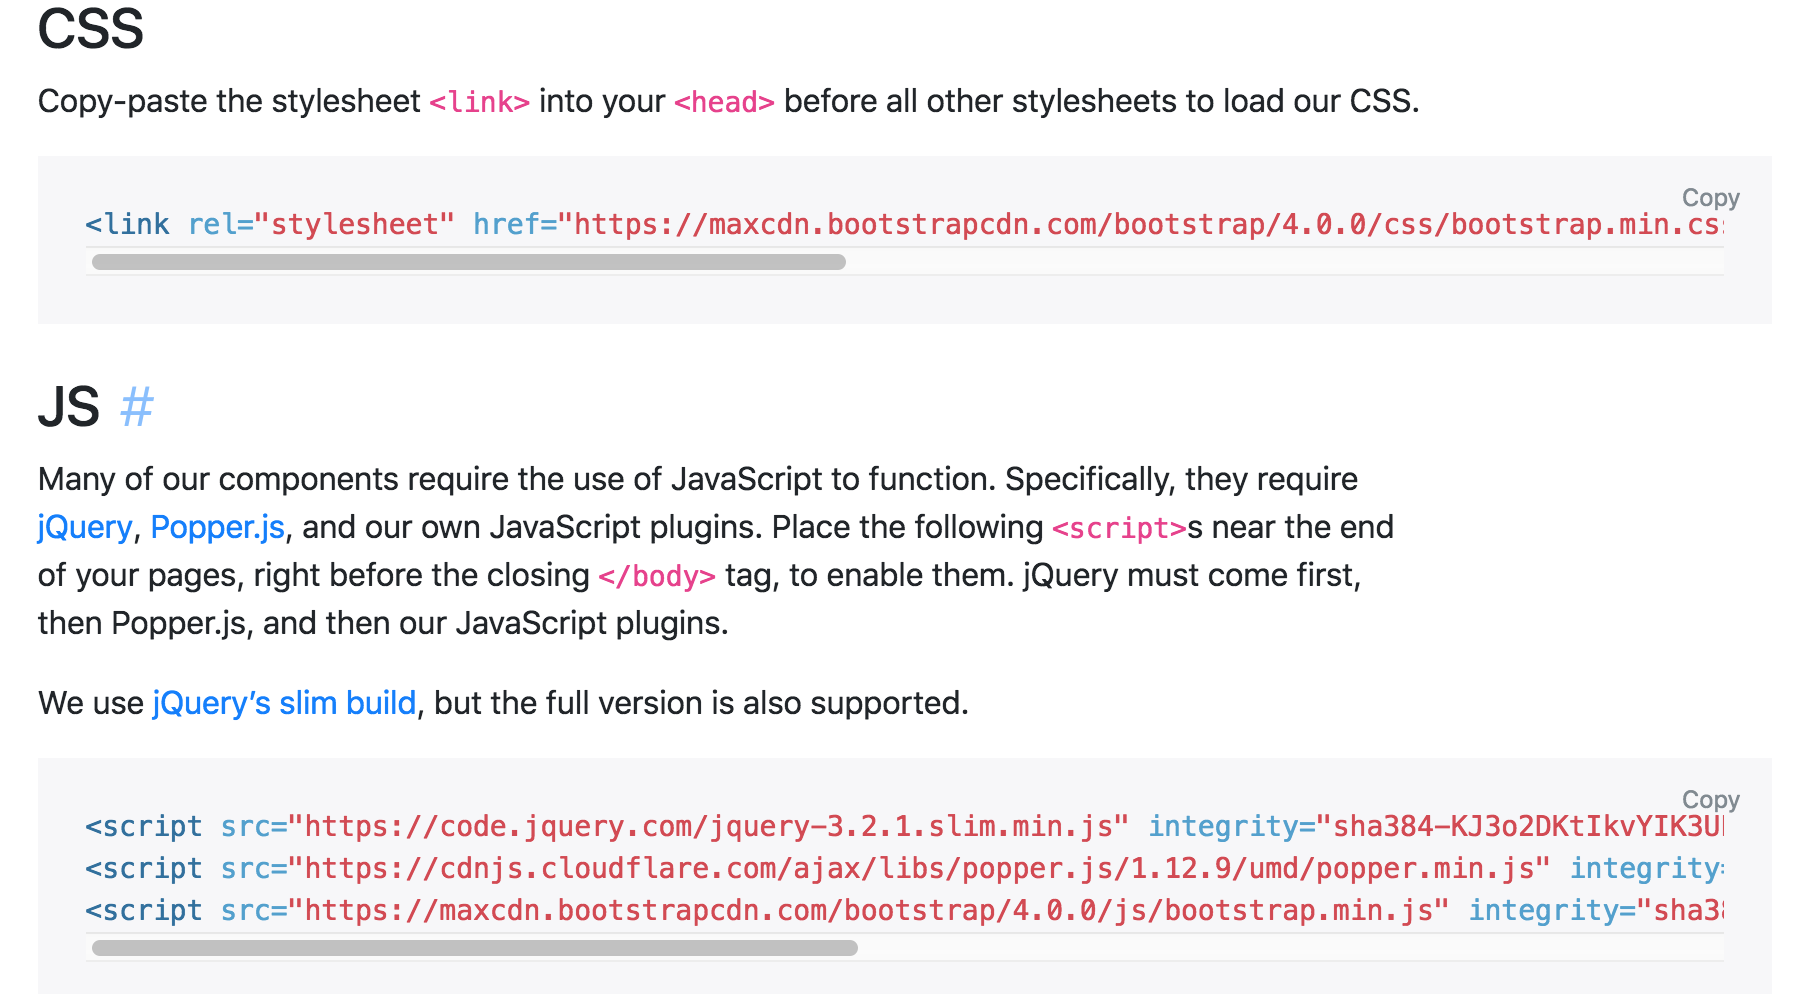 CSS
Copy-paste the stylesheet <link> into your <head> before all other stylesheets to load our CSS.
Copy
<link rel="stylesheet" href="https://maxcdn.bootstrapcdn.com/bootstrap/4.0.0/css/bootstrap.min.cs
JS #
Many of our components require the use of JavaScript to function. Specifically, they require
jQuery, Popper.js, and our own JavaScript plugins. Place the following <script>s near the end
of your pages, right before the closing </body> tag, to enable them. jQuery must come first,
then Popper.js, and then our JavaScript plugins.
We use jQuery’s slim build, but the full version is also supported.
Copy
<script src="https://code.jquery.com/jquery-3.2.1.slim.min.js" integrity="sha384-KJ3o2DKtIkvYIK3U
<script src="https://cdnjs.cloudflare.com/ajax/libs/popper.js/1.12.9/umd/popper.min.js" integrity=
<script src="https://maxcdn.bootstrapcdn.com/bootstrap/4.0.0/js/bootstrap.min.js" integrity="sha3